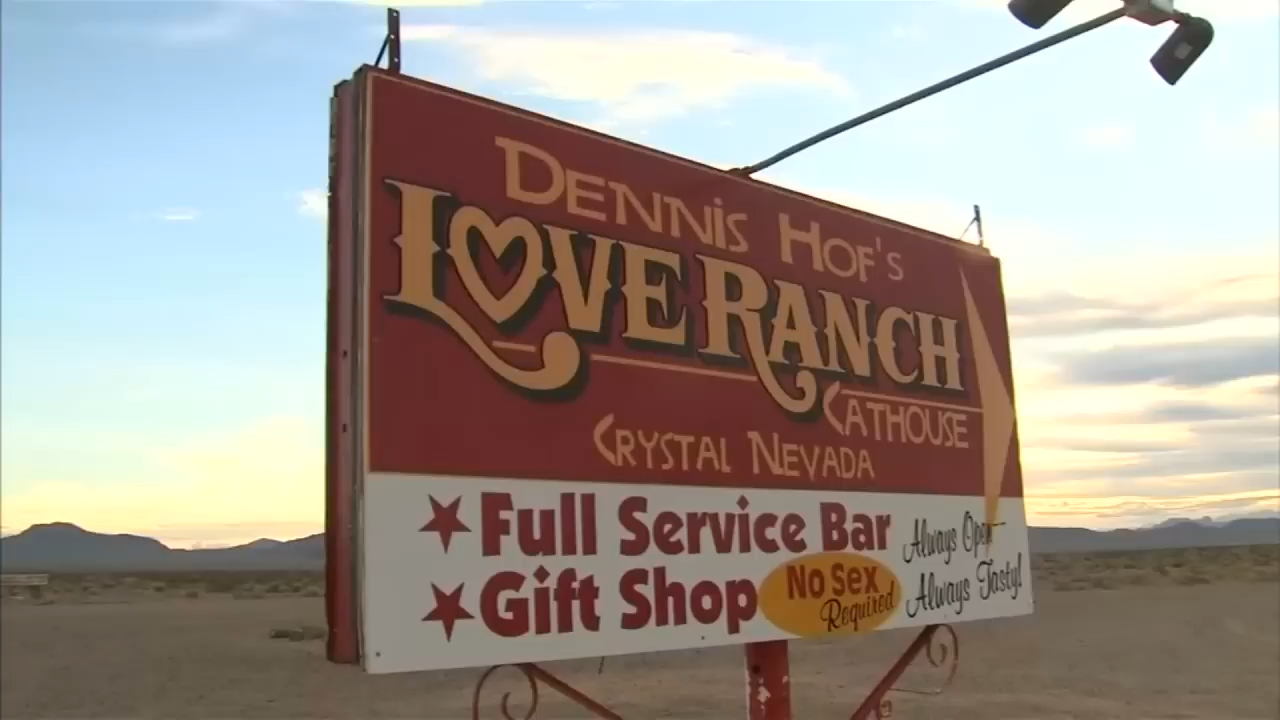 Dennis Hof's
LOVE RANCH
CATHOUSE
CRYSTAL NEVADA
★ Full Service Bar
★ Gift Shop
No Sex
Required
Always Open
Always Tasty!